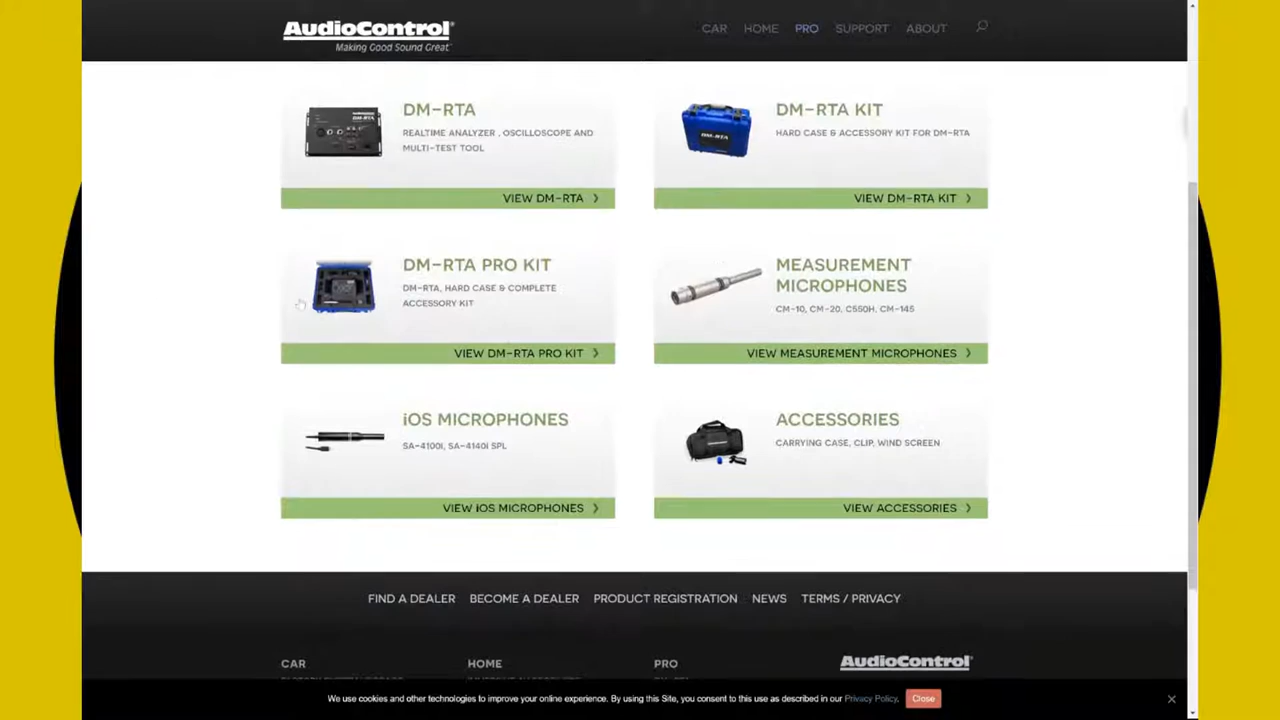 AudioControl®
Making Good Sound Great™
CAR HOME PRO SUPPORT ABOUT
DM-RTA
REALTIME ANALYZER , OSCILLOSCOPE AND
MULTI-TEST TOOL
VIEW DM-RTA
DM-RTA KIT
HARD CASE & ACCESSORY KIT FOR DM-RTA
VIEW DM-RTA KIT
DM-RTA PRO KIT
DM-RTA, HARD CASE & COMPLETE
ACCESSORY KIT
VIEW DM-RTA PRO KIT
MEASUREMENT
MICROPHONES
CM-10, CM-20, C550H, CM-145
VIEW MEASUREMENT MICROPHONES
iOS MICROPHONES
SA-4100i, SA-4140i SPL
VIEW iOS MICROPHONES
ACCESSORIES
CARRYING CASE, CLIP, WIND SCREEN
VIEW ACCESSORIES
FIND A DEALER BECOME A DEALER PRODUCT REGISTRATION NEWS TERMS / PRIVACY
CAR HOME PRO AudioControl®
We use cookies and other technologies to improve your online experience. By using this Site, you consent to this use as described in our Privacy Policy. Close